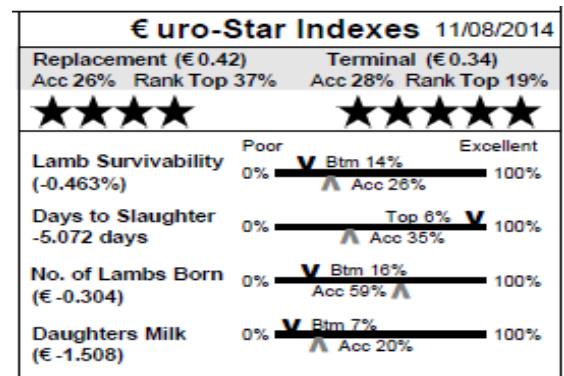 €uro-Star Indexes 11/08/2014
Replacement (€0.42) Terminal (€0.34)
Acc 26% Rank Top 37% Acc 28% Rank Top 19%
Poor Excellent
Lamb Survivability 0% Btm 14% 100%
(-0.463%) Acc 26%
Days to Slaughter 0% Top 6% 100%
-5.072 days Acc 35%
No. of Lambs Born 0% Btm 16% 100%
(€-0.304) Acc 59%
Daughters Milk 0% Btm 7% 100%
(€-1.508) Acc 20%